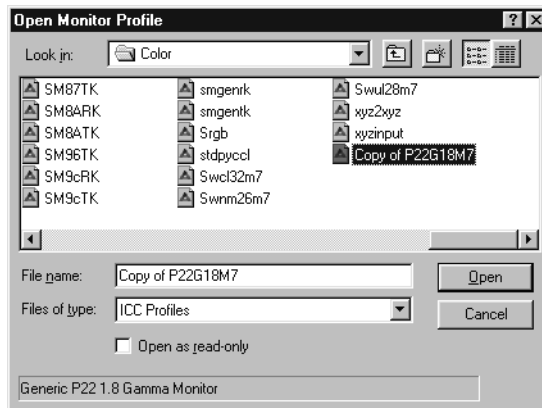 Open Monitor Profile
Look in: Color
SM87TK smgenrk Swul28m7
SM8ARK smgentk xyz2xyz
SM8ATK Srgb xyzinput
SM96TK stdpyccl Copy of P22G18M7
SM9cRK Swcl32m7
SM9cTK Swnm26m7
File name: Copy of P22G18M7 Open
Files of type: ICC Profiles Cancel
Open as read-only
Generic P22 1.8 Gamma Monitor